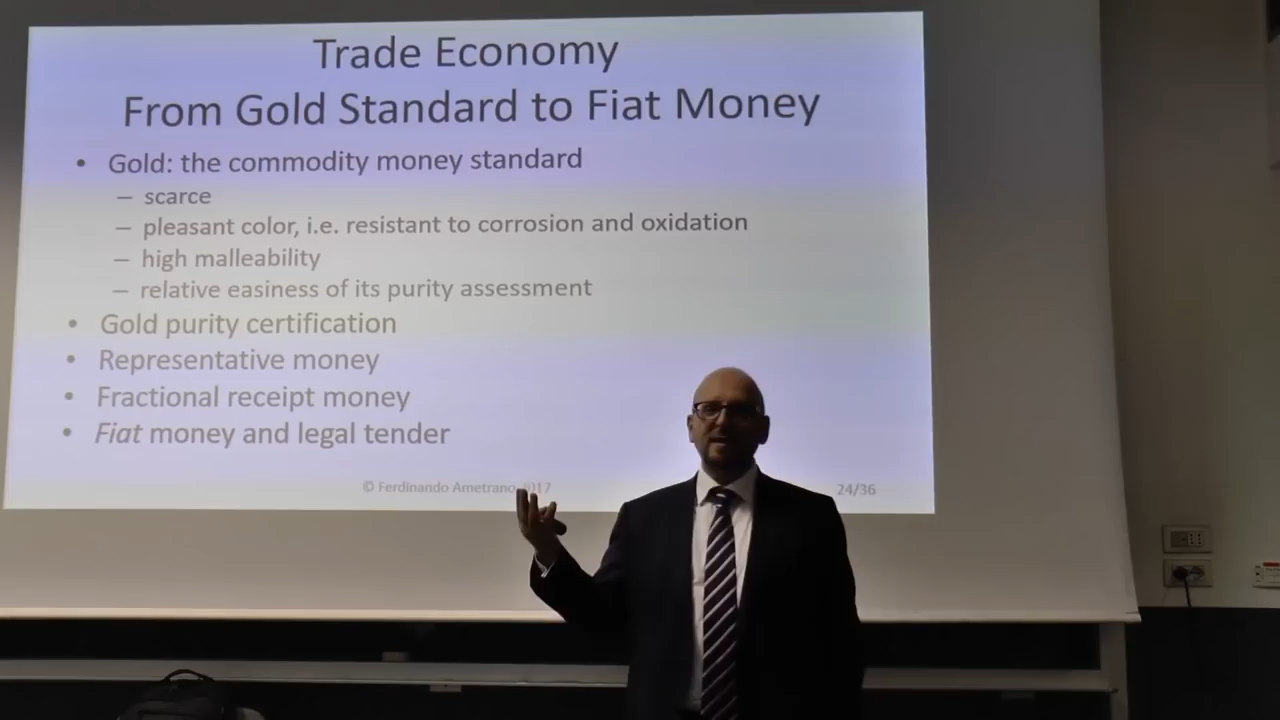 Trade Economy
From Gold Standard to Fiat Money
• Gold: the commodity money standard
– scarce
– pleasant color, i.e. resistant to corrosion and oxidation
– high malleability
– relative easiness of its purity assessment
• Gold purity certification
• Representative money
• Fractional receipt money
• Fiat money and legal tender
© Ferdinando Ametrano 2017
24/36